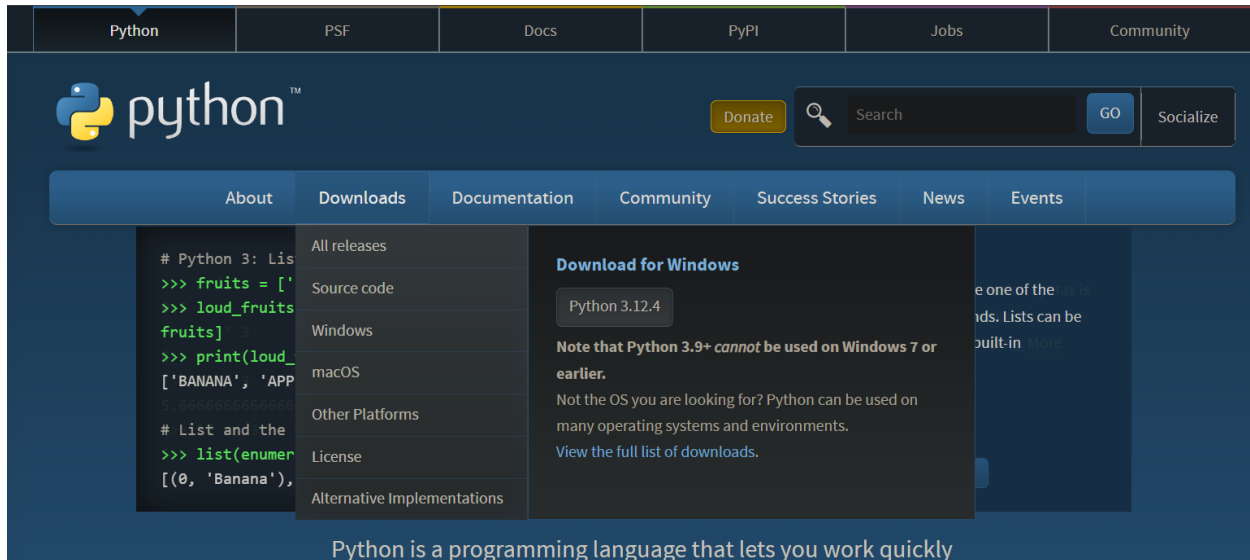 Python
PSF
Docs
PyPI
Jobs
Community
python™
Donate
Search
GO
Socialize
About
Downloads
Documentation
Community
Success Stories
News
Events
# Python 3: Lis
>>> fruits = ['
>>> loud_fruits
fruits]
>>> print(loud_
['BANANA', 'APP
5.6666666666666
# List and the
>>> list(enumer
[(0, 'Banana'),
All releases
Source code
Windows
macOS
Other Platforms
License
Alternative Implementations
Download for Windows
Python 3.12.4
Note that Python 3.9+ cannot be used on Windows 7 or
earlier.
Not the OS you are looking for? Python can be used on
many operating systems and environments.
View the full list of downloads.
e one of the
ds. Lists can be
built-in More
Python is a programming language that lets you work quickly